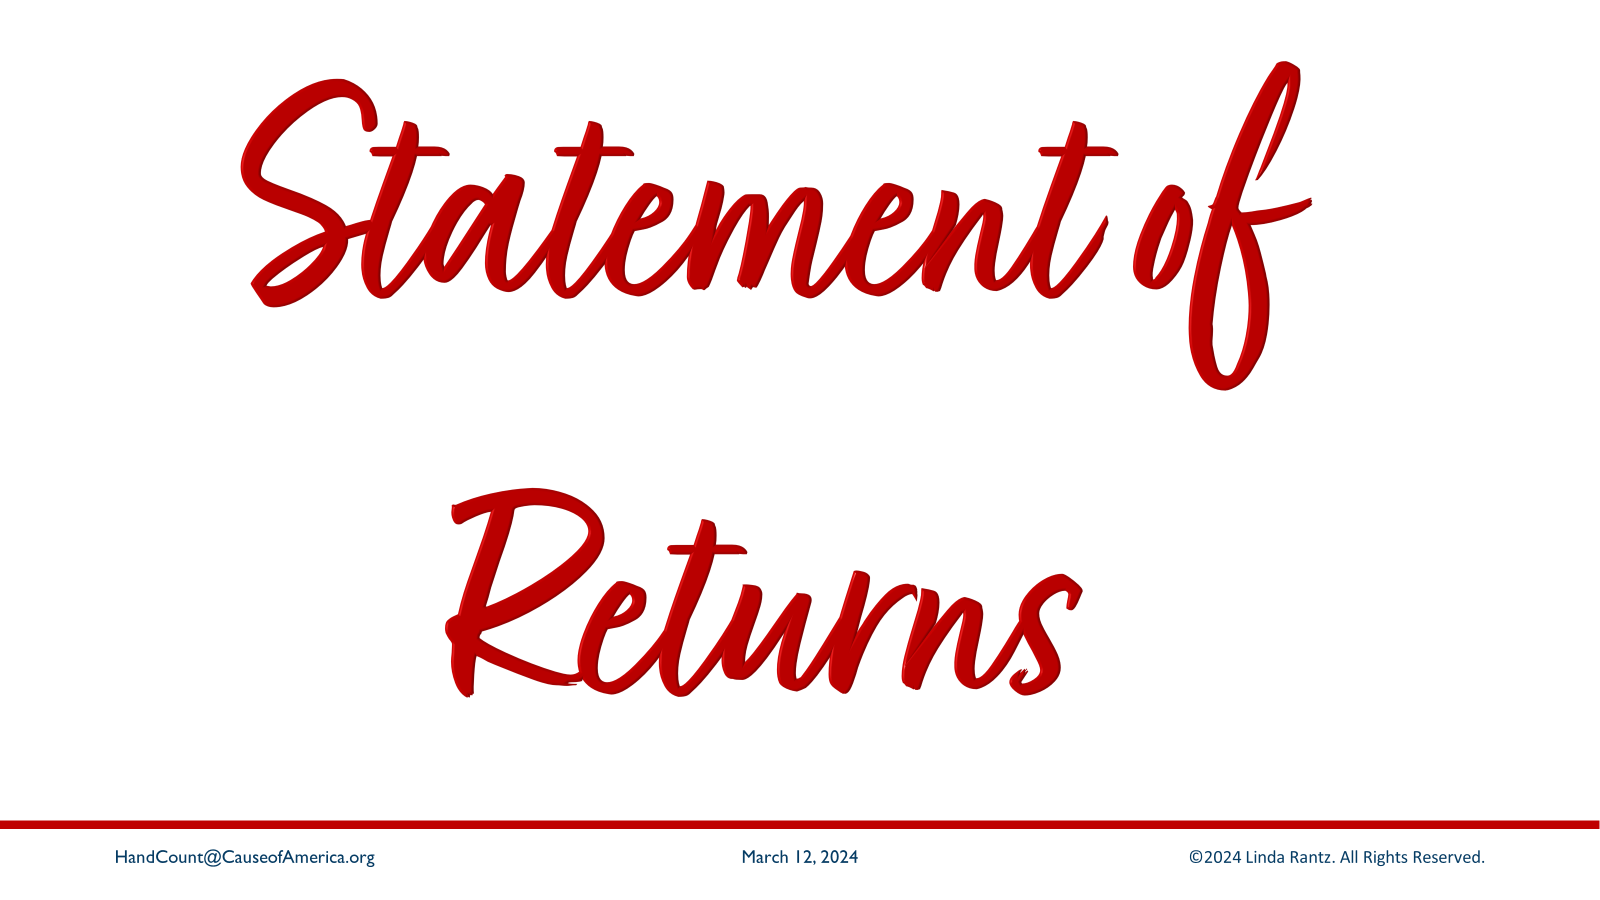 Statement of
Returns
HandCount@CauseofAmerica.org
March 12, 2024
©2024 Linda Rantz. All Rights Reserved.